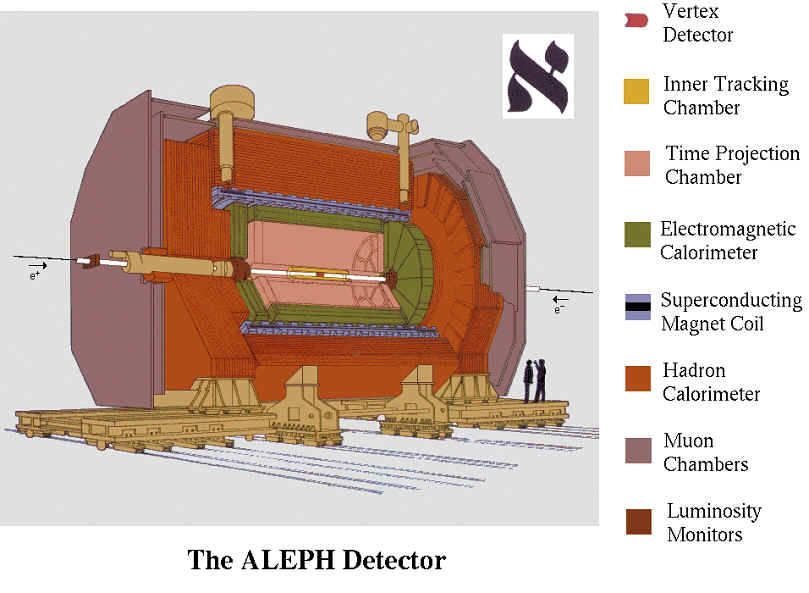 א
Vertex
Detector
Inner Tracking
Chamber
Time Projection
Chamber
Electromagnetic
Calorimeter
Superconducting
Magnet Coil
Hadron
Calorimeter
Muon
Chambers
Luminosity
Monitors
e⁺
e⁻
The ALEPH Detector